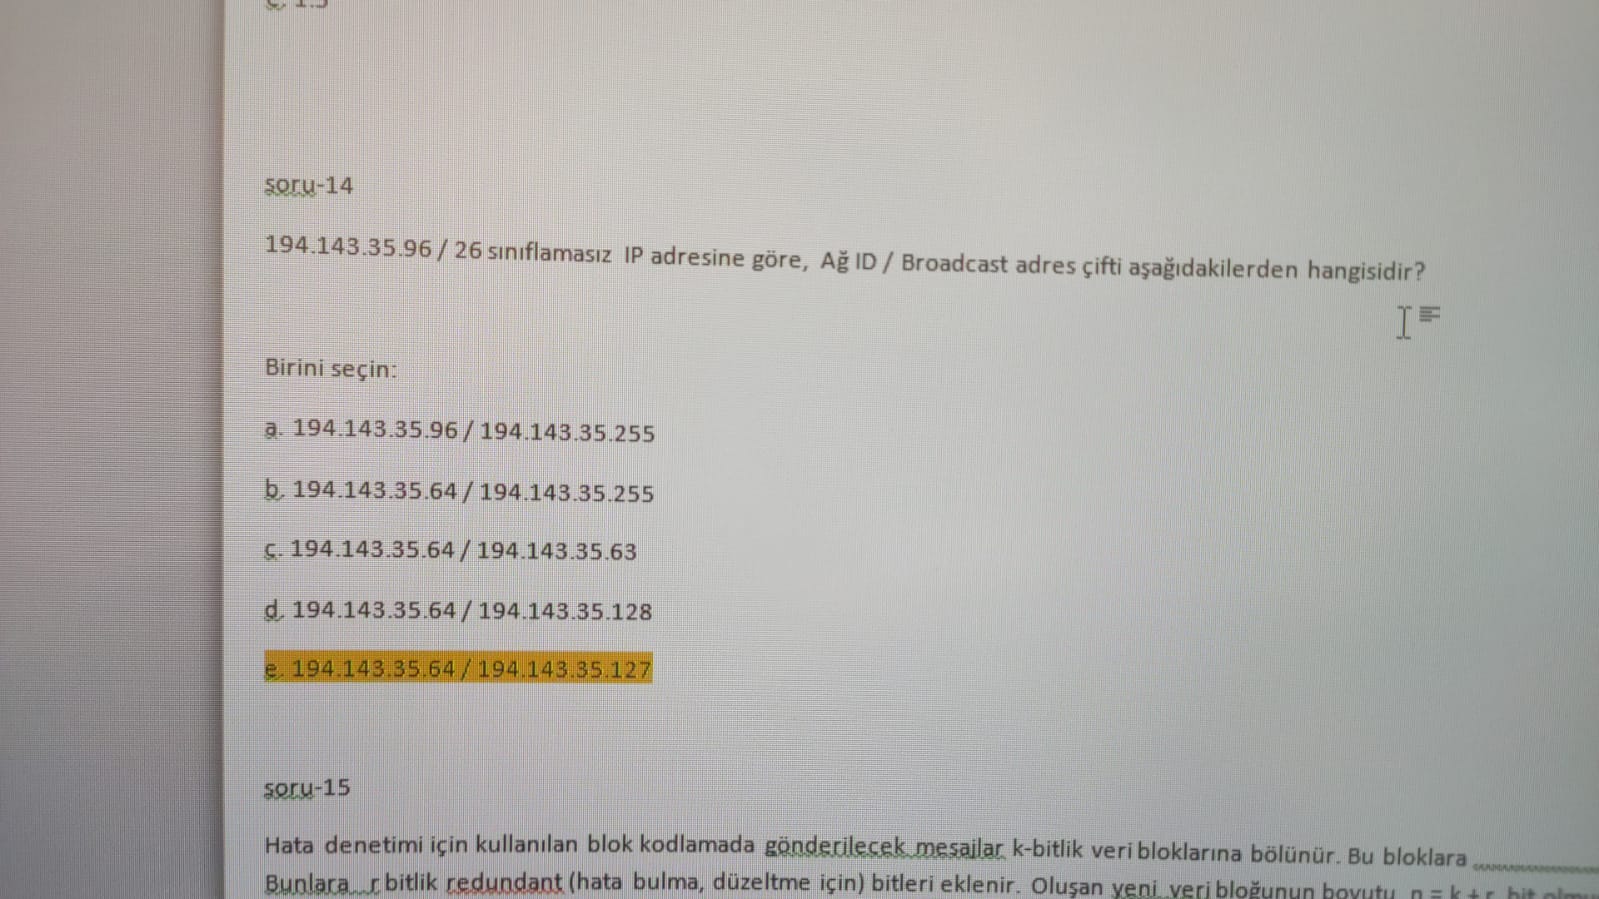 soru-14
194.143.35.96 / 26 sınıflamasız IP adresine göre, Ağ ID / Broadcast adres çifti aşağıdakilerden hangisidir?
Birini seçin:
a. 194.143.35.96 / 194.143.35.255
b. 194.143.35.64 / 194.143.35.255
c. 194.143.35.64 / 194.143.35.63
d. 194.143.35.64 / 194.143.35.128
e. 194.143.35.64 / 194.143.35.127
soru-15
Hata denetimi için kullanılan blok kodlamada gönderilecek mesajlar k-bitlik veri bloklarına bölünür. Bu bloklara
Bunlara r bitlik redundant (hata bulma, düzeltme için) bitleri eklenir. Oluşan yeni veri bloğunun boyutu n = k + r bit